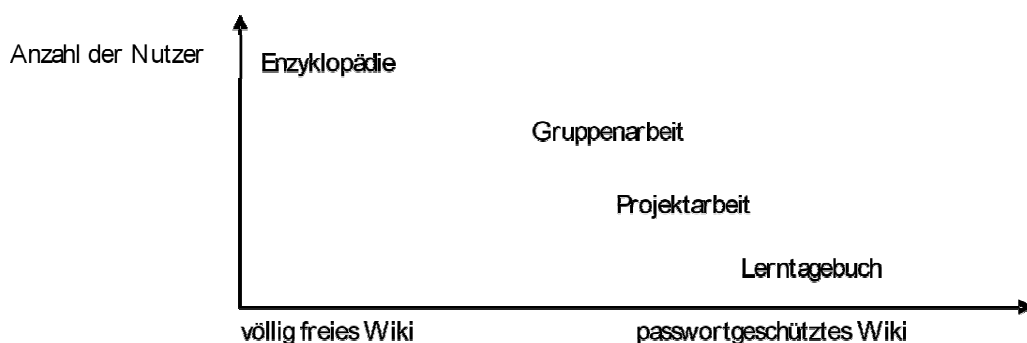 Anzahl der Nutzer
Enzyklopädie
Gruppenarbeit
Projektarbeit
Lerntagebuch
völlig freies Wiki
passwortgeschütztes Wiki